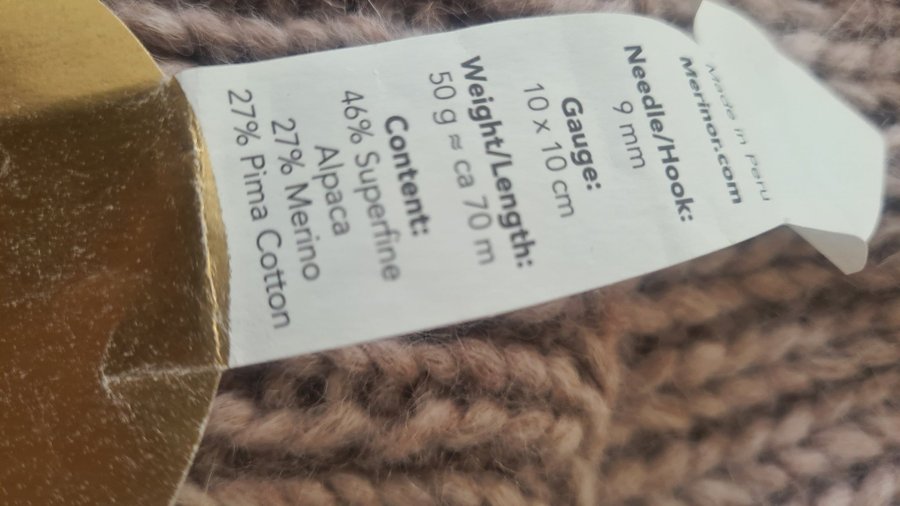 Made in Peru
Merinor.com
Needle/Hook:
9 mm
Gauge:
10 x 10 cm
Weight/Length:
50 g ≈ ca 70 m
Content:
46% Superfine
Alpaca
27% Merino
27% Pima Cotton